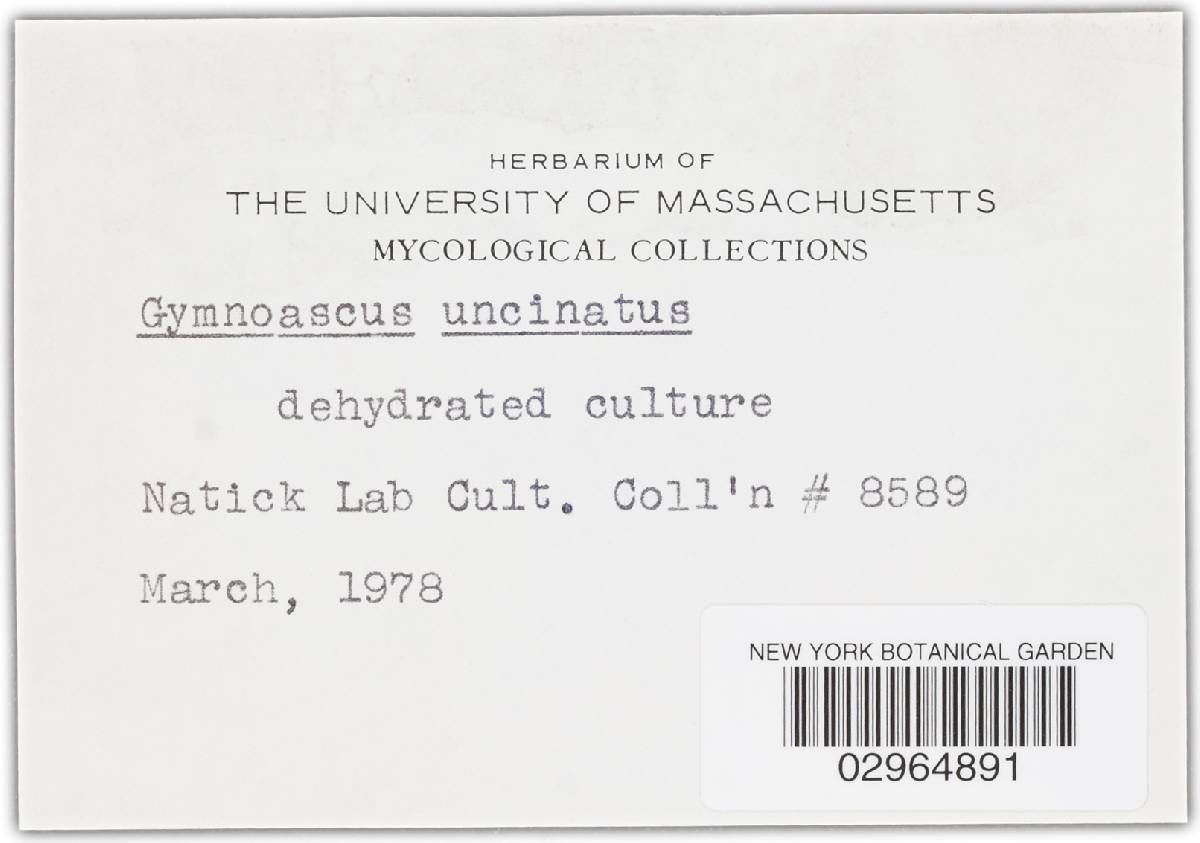 HERBARIUM OF
THE UNIVERSITY OF MASSACHUSETTS
MYCOLOGICAL COLLECTIONS
Gymnoascus uncinatus
dehydrated culture
Natick Lab Cult. Coll'n # 8589
March, 1978
NEW YORK BOTANICAL GARDEN
02964891